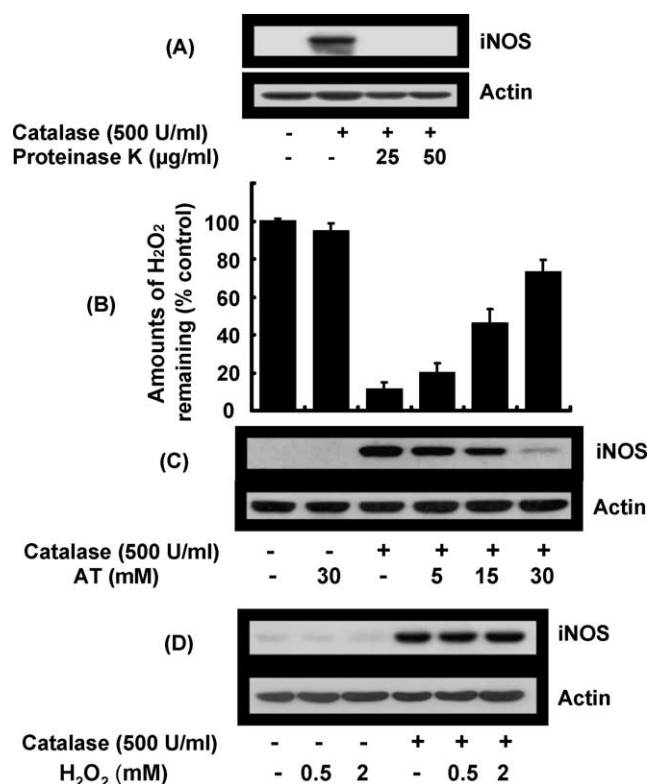 (A)
iNOS
Actin
Catalase (500 U/ml) - + + +
Proteinase K (µg/ml) - - 25 50
(B)
Amounts of H₂O₂
remaining (% control)
100
80
60
40
20
0
(C)
iNOS
Actin
Catalase (500 U/ml) - - + + + +
AT (mM) - 30 - 5 15 30
(D)
iNOS
Actin
Catalase (500 U/ml) - - - + + +
H₂O₂ (mM) - 0.5 2 - 0.5 2